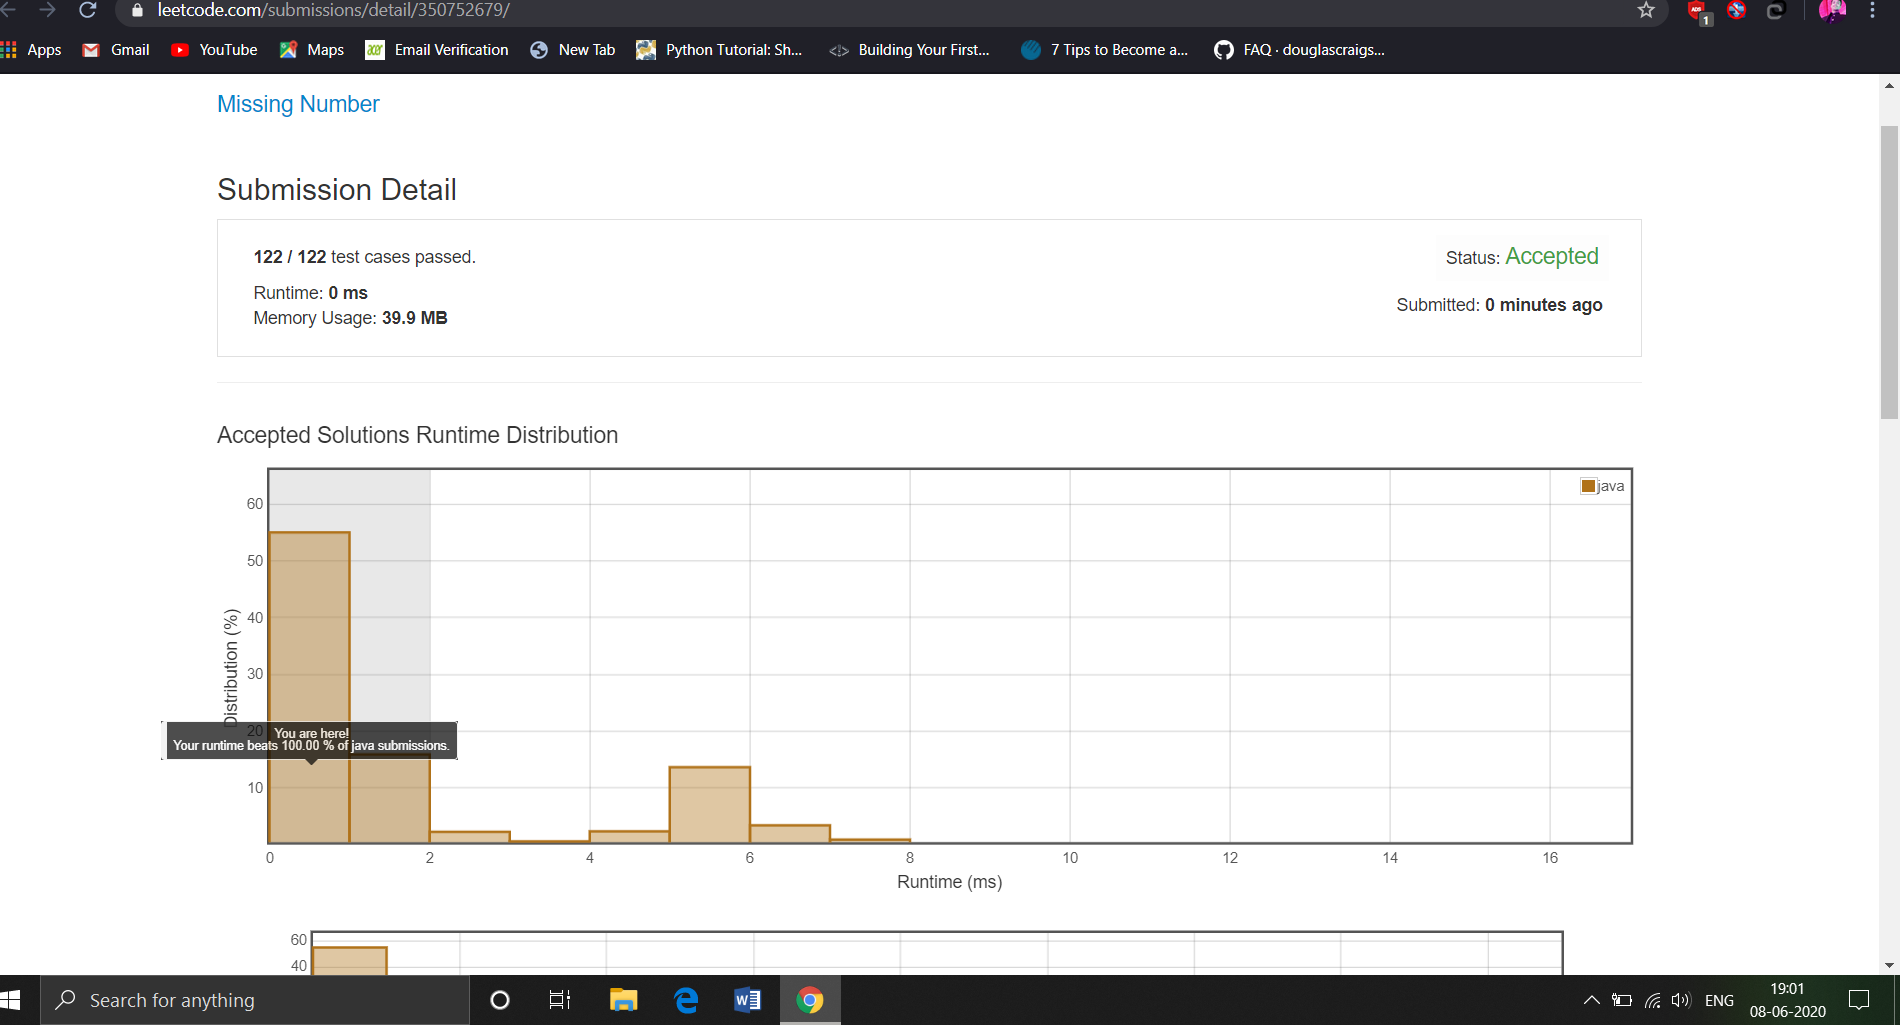 leetcode.com/submissions/detail/350752679/
ADS
1
Apps
Gmail
YouTube
Maps
acer
Email Verification
New Tab
Python Tutorial: Sh...
Building Your First...
7 Tips to Become a...
FAQ · douglascraigs...
Missing Number
Submission Detail
122 / 122 test cases passed.
Status: Accepted
Runtime: 0 ms
Submitted: 0 minutes ago
Memory Usage: 39.9 MB
Accepted Solutions Runtime Distribution
java
60
50
40
30
20
10
Distribution (%)
You are here!
Your runtime beats 100.00 % of java submissions.
0
2
4
6
8
10
12
14
16
Runtime (ms)
60
40
Search for anything
W
ENG
19:01
08-06-2020